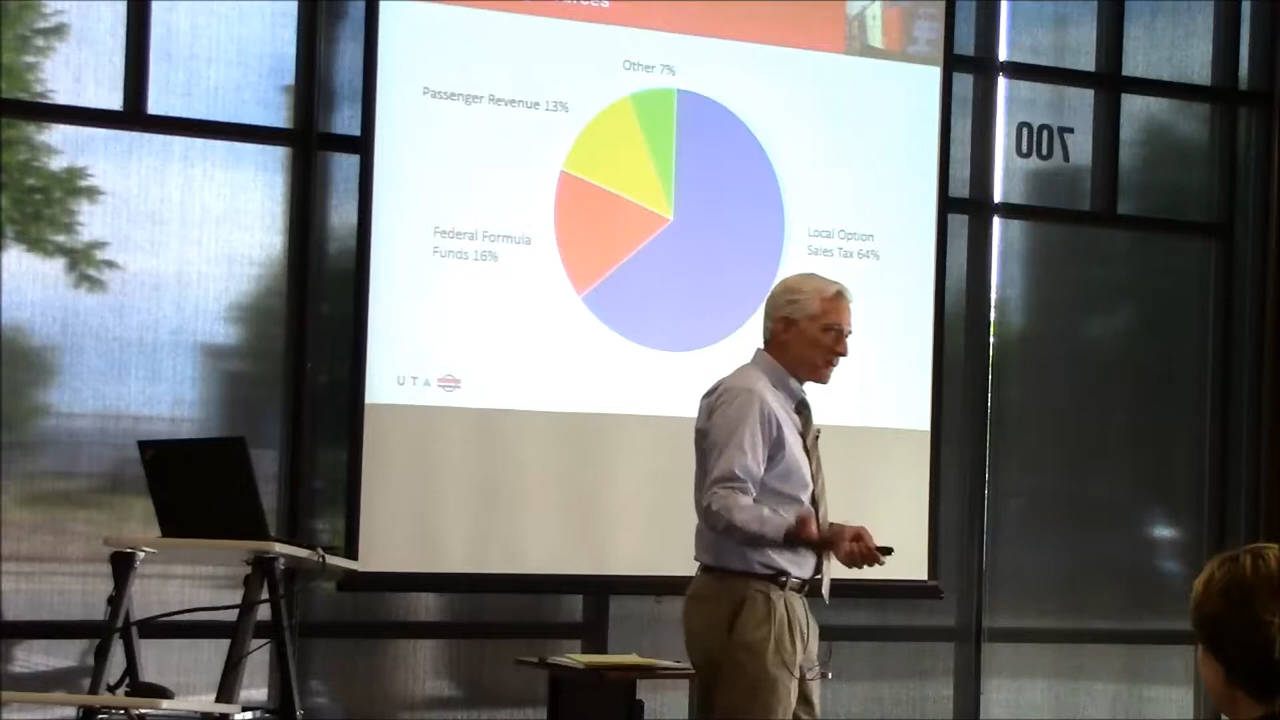 Other 7%
Passenger Revenue 13%
Federal Formula
Funds 16%
Local Option
Sales Tax 64%
UTA
700